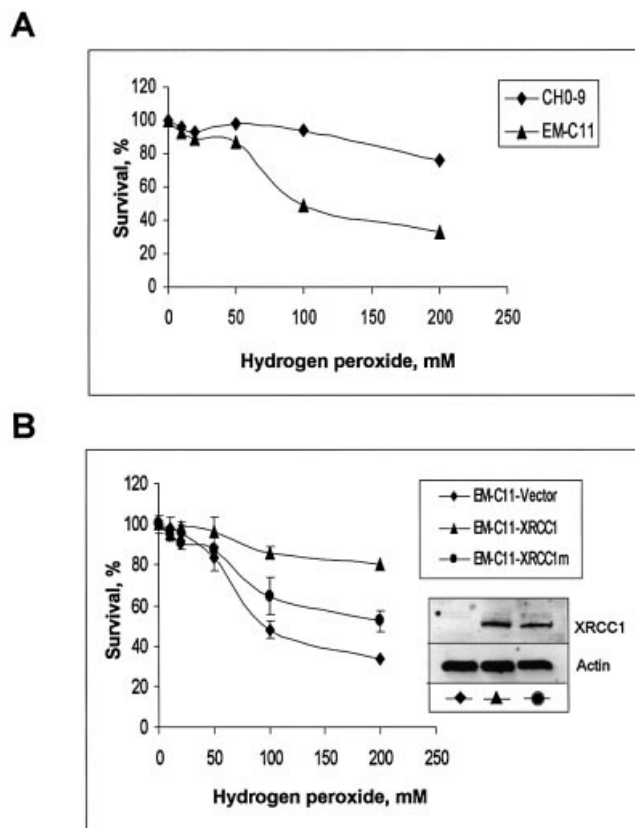 A
120
100
80
60
40
20
0
Survival, %
0 50 100 150 200 250
Hydrogen peroxide, mM
CH0-9
EM-C11
B
120
100
80
60
40
20
0
Survival, %
0 50 100 150 200 250
Hydrogen peroxide, mM
EM-C11-Vector
EM-C11-XRCC1
EM-C11-XRCC1m
XRCC1
Actin